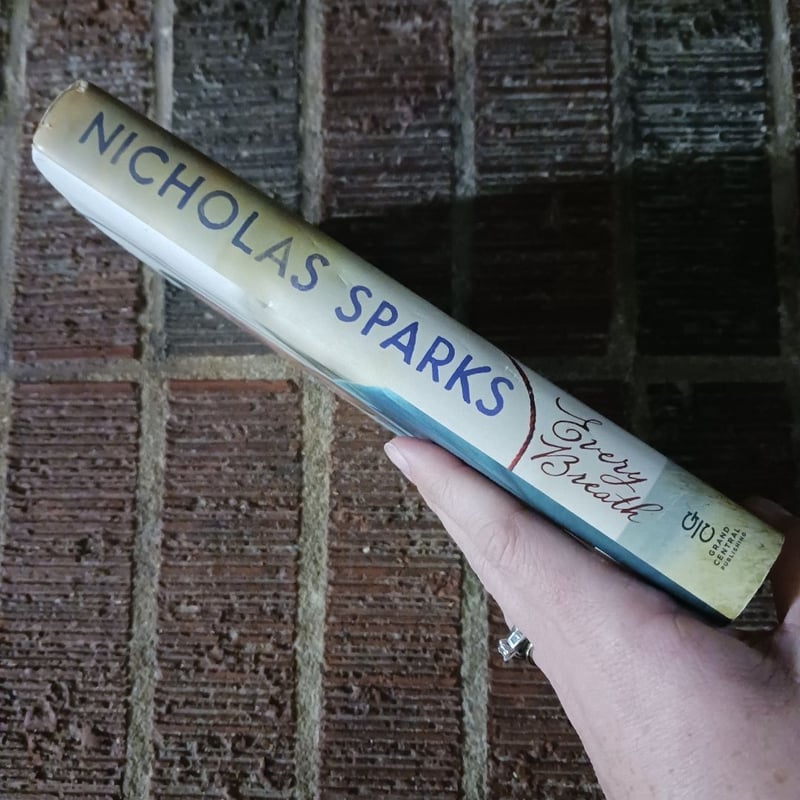 NICHOLAS SPARKS
Every
Breath
GRAND
CENTRAL
PUBLISHING